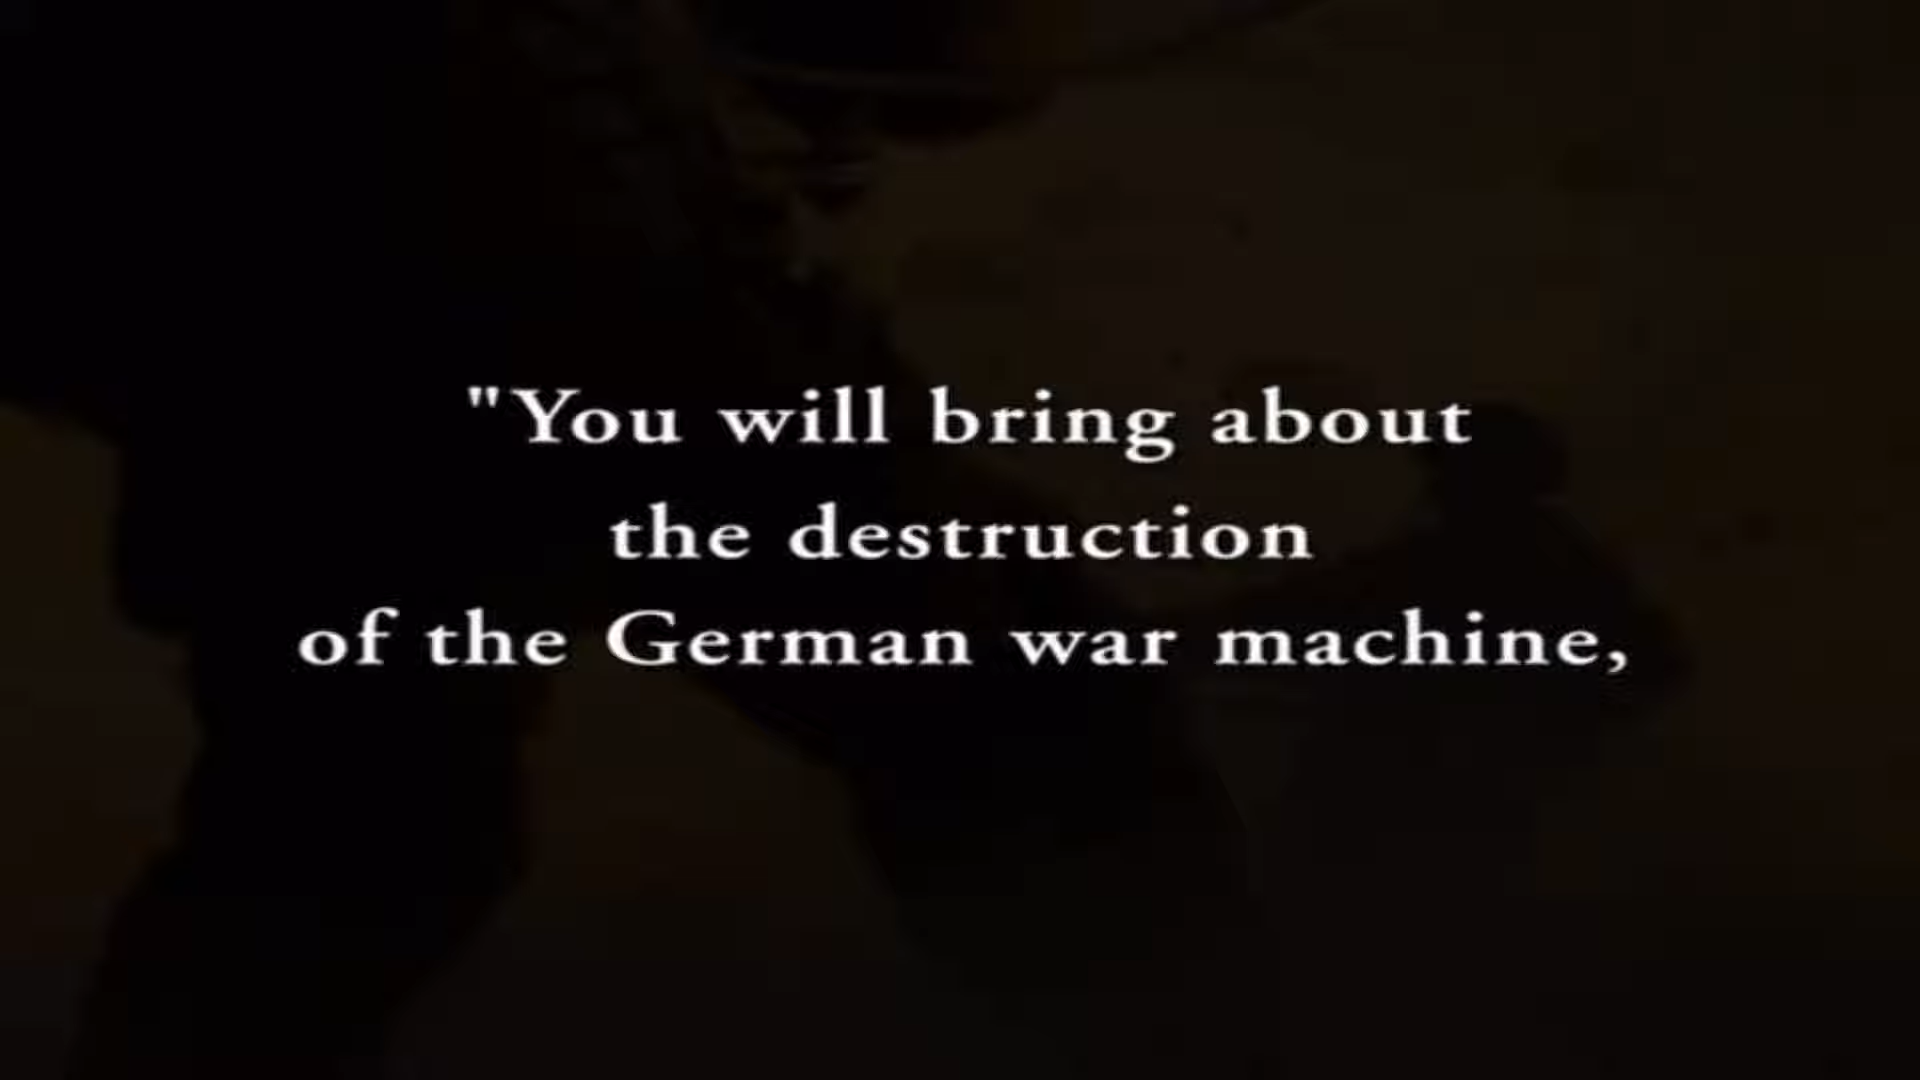 "You will bring about
the destruction
of the German war machine,